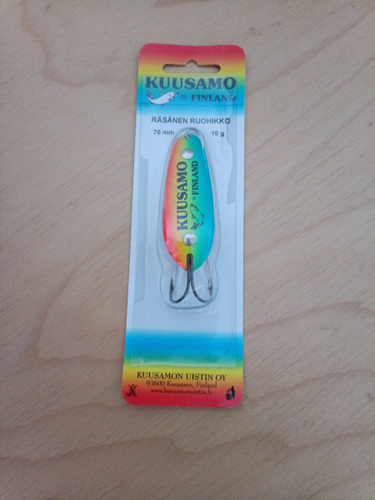 KUUSAMO
® FINLAND
RÄSÄNEN RUOHIKKO
70 mm 10 g
KUUSAMO
® FINLAND
KUUSAMON UISTIN OY
93600 Kuusamo, Finland
www.kuusamonuistin.fi